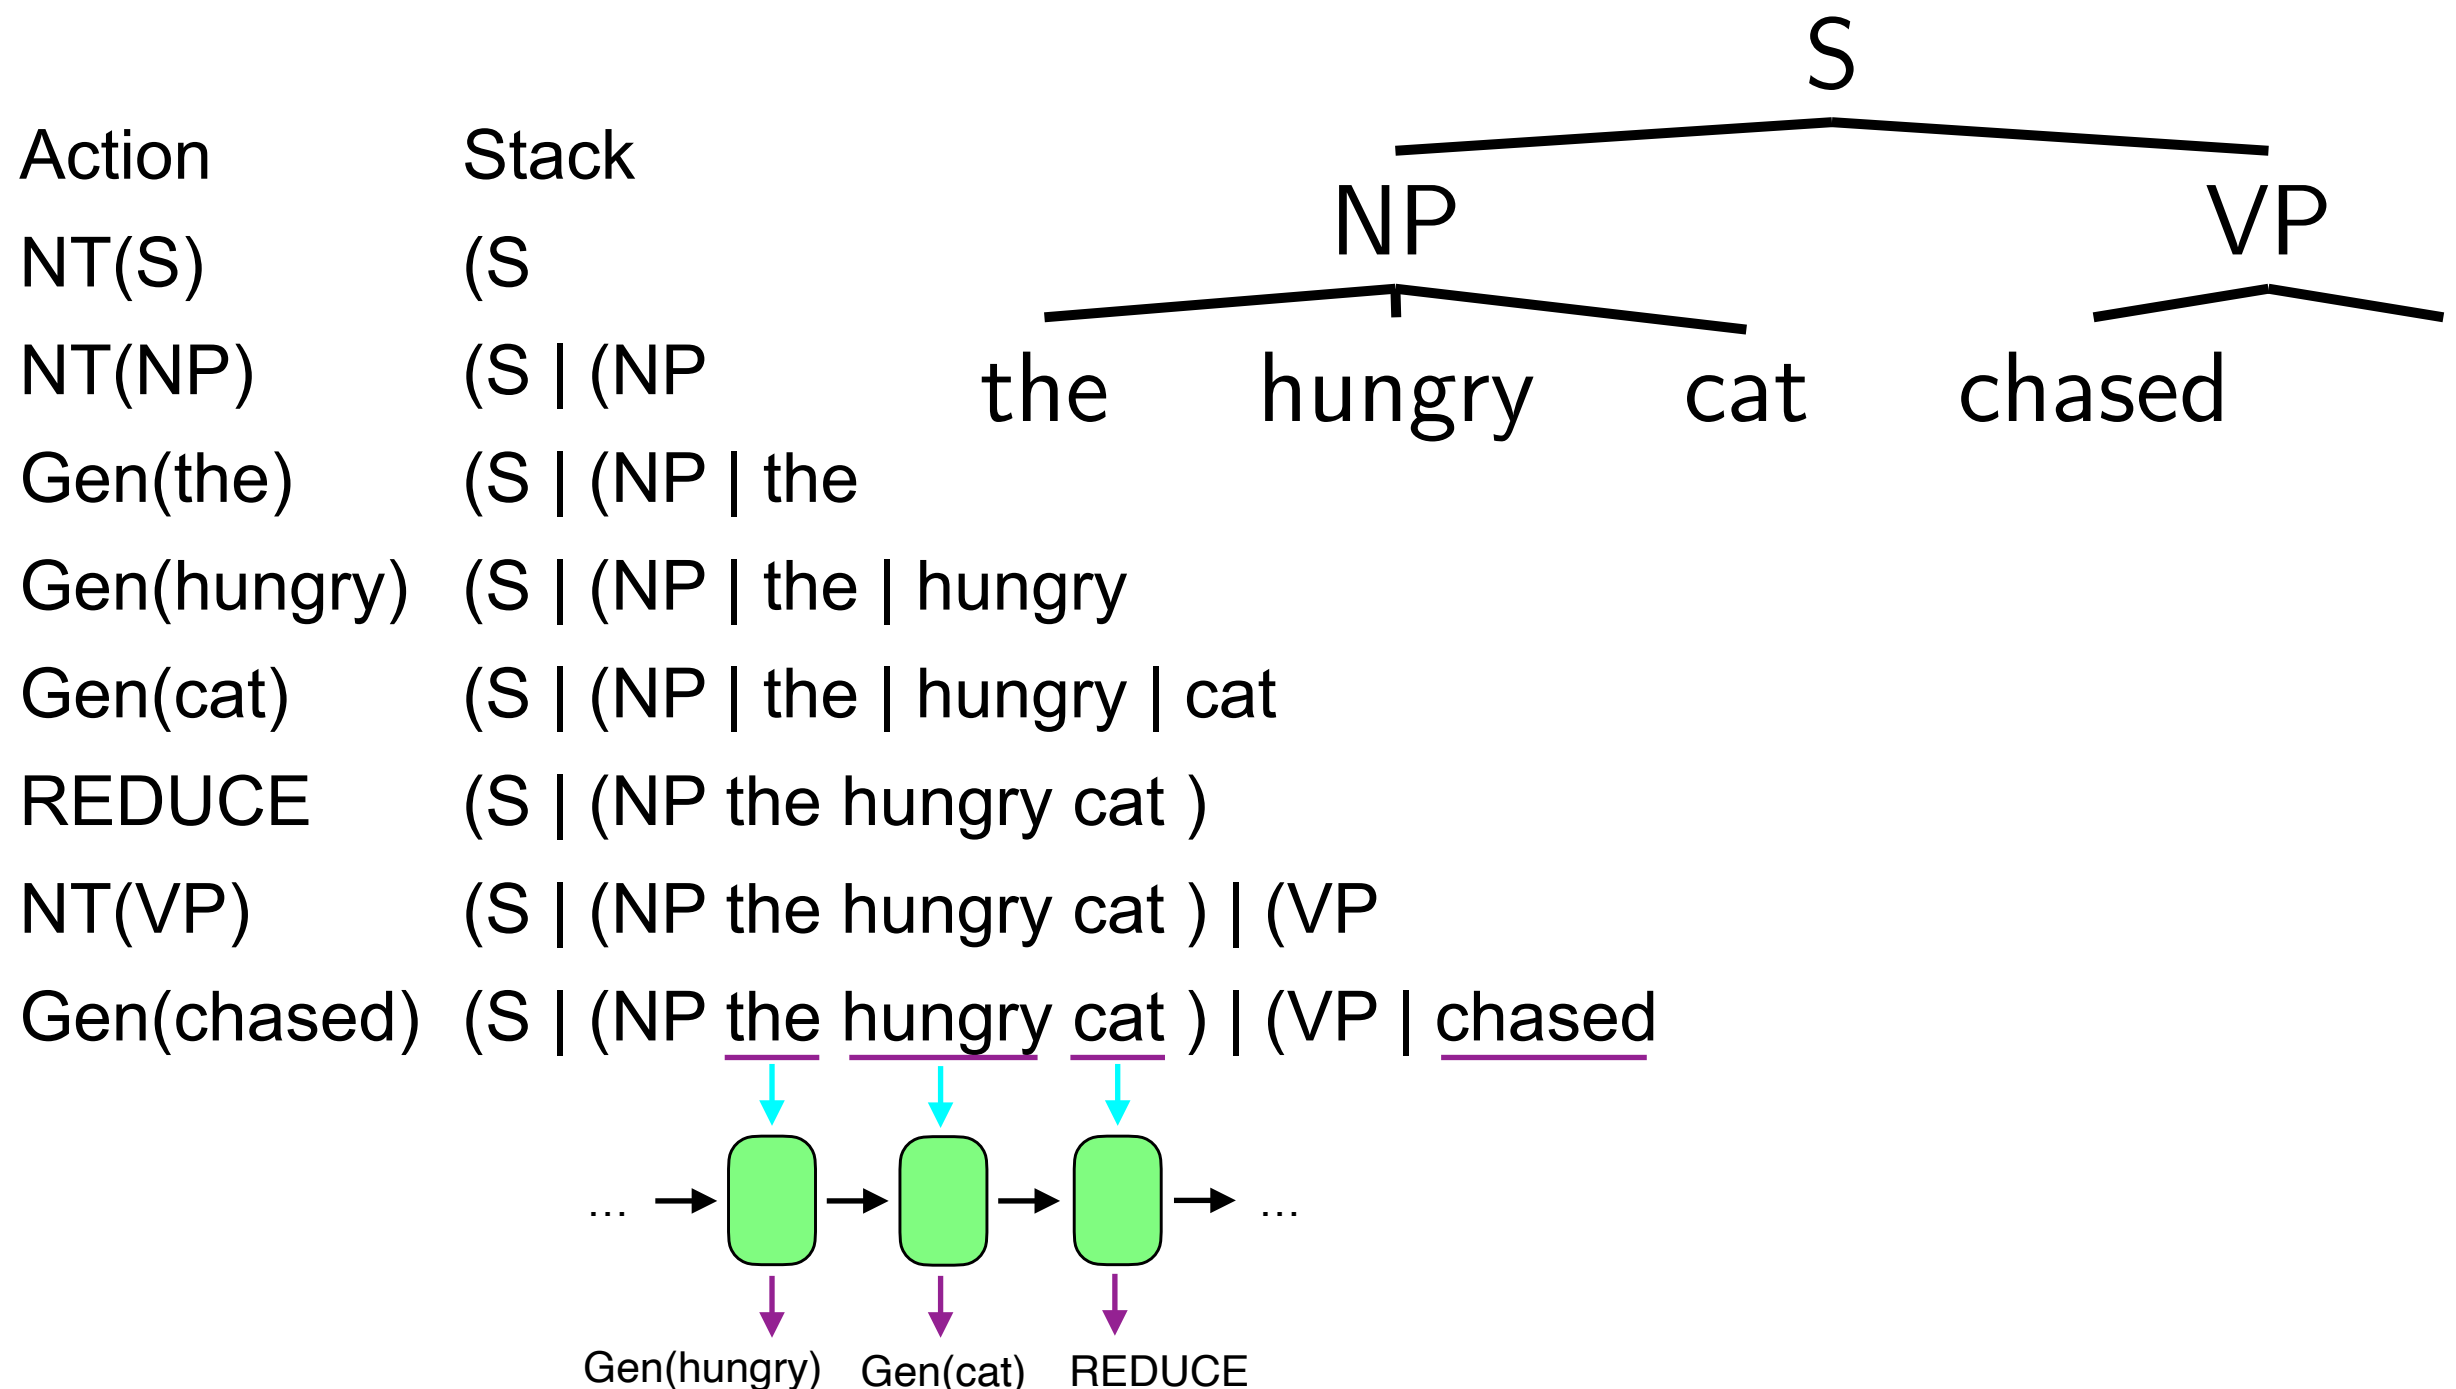 S
Action Stack
NP VP
NT(S) (S
NT(NP) (S | (NP
the hungry cat chased
Gen(the) (S | (NP | the
Gen(hungry) (S | (NP | the | hungry
Gen(cat) (S | (NP | the | hungry | cat
REDUCE (S | (NP the hungry cat )
NT(VP) (S | (NP the hungry cat ) | (VP
Gen(chased) (S | (NP the hungry cat ) | (VP | chased
... ...
Gen(hungry) Gen(cat) REDUCE